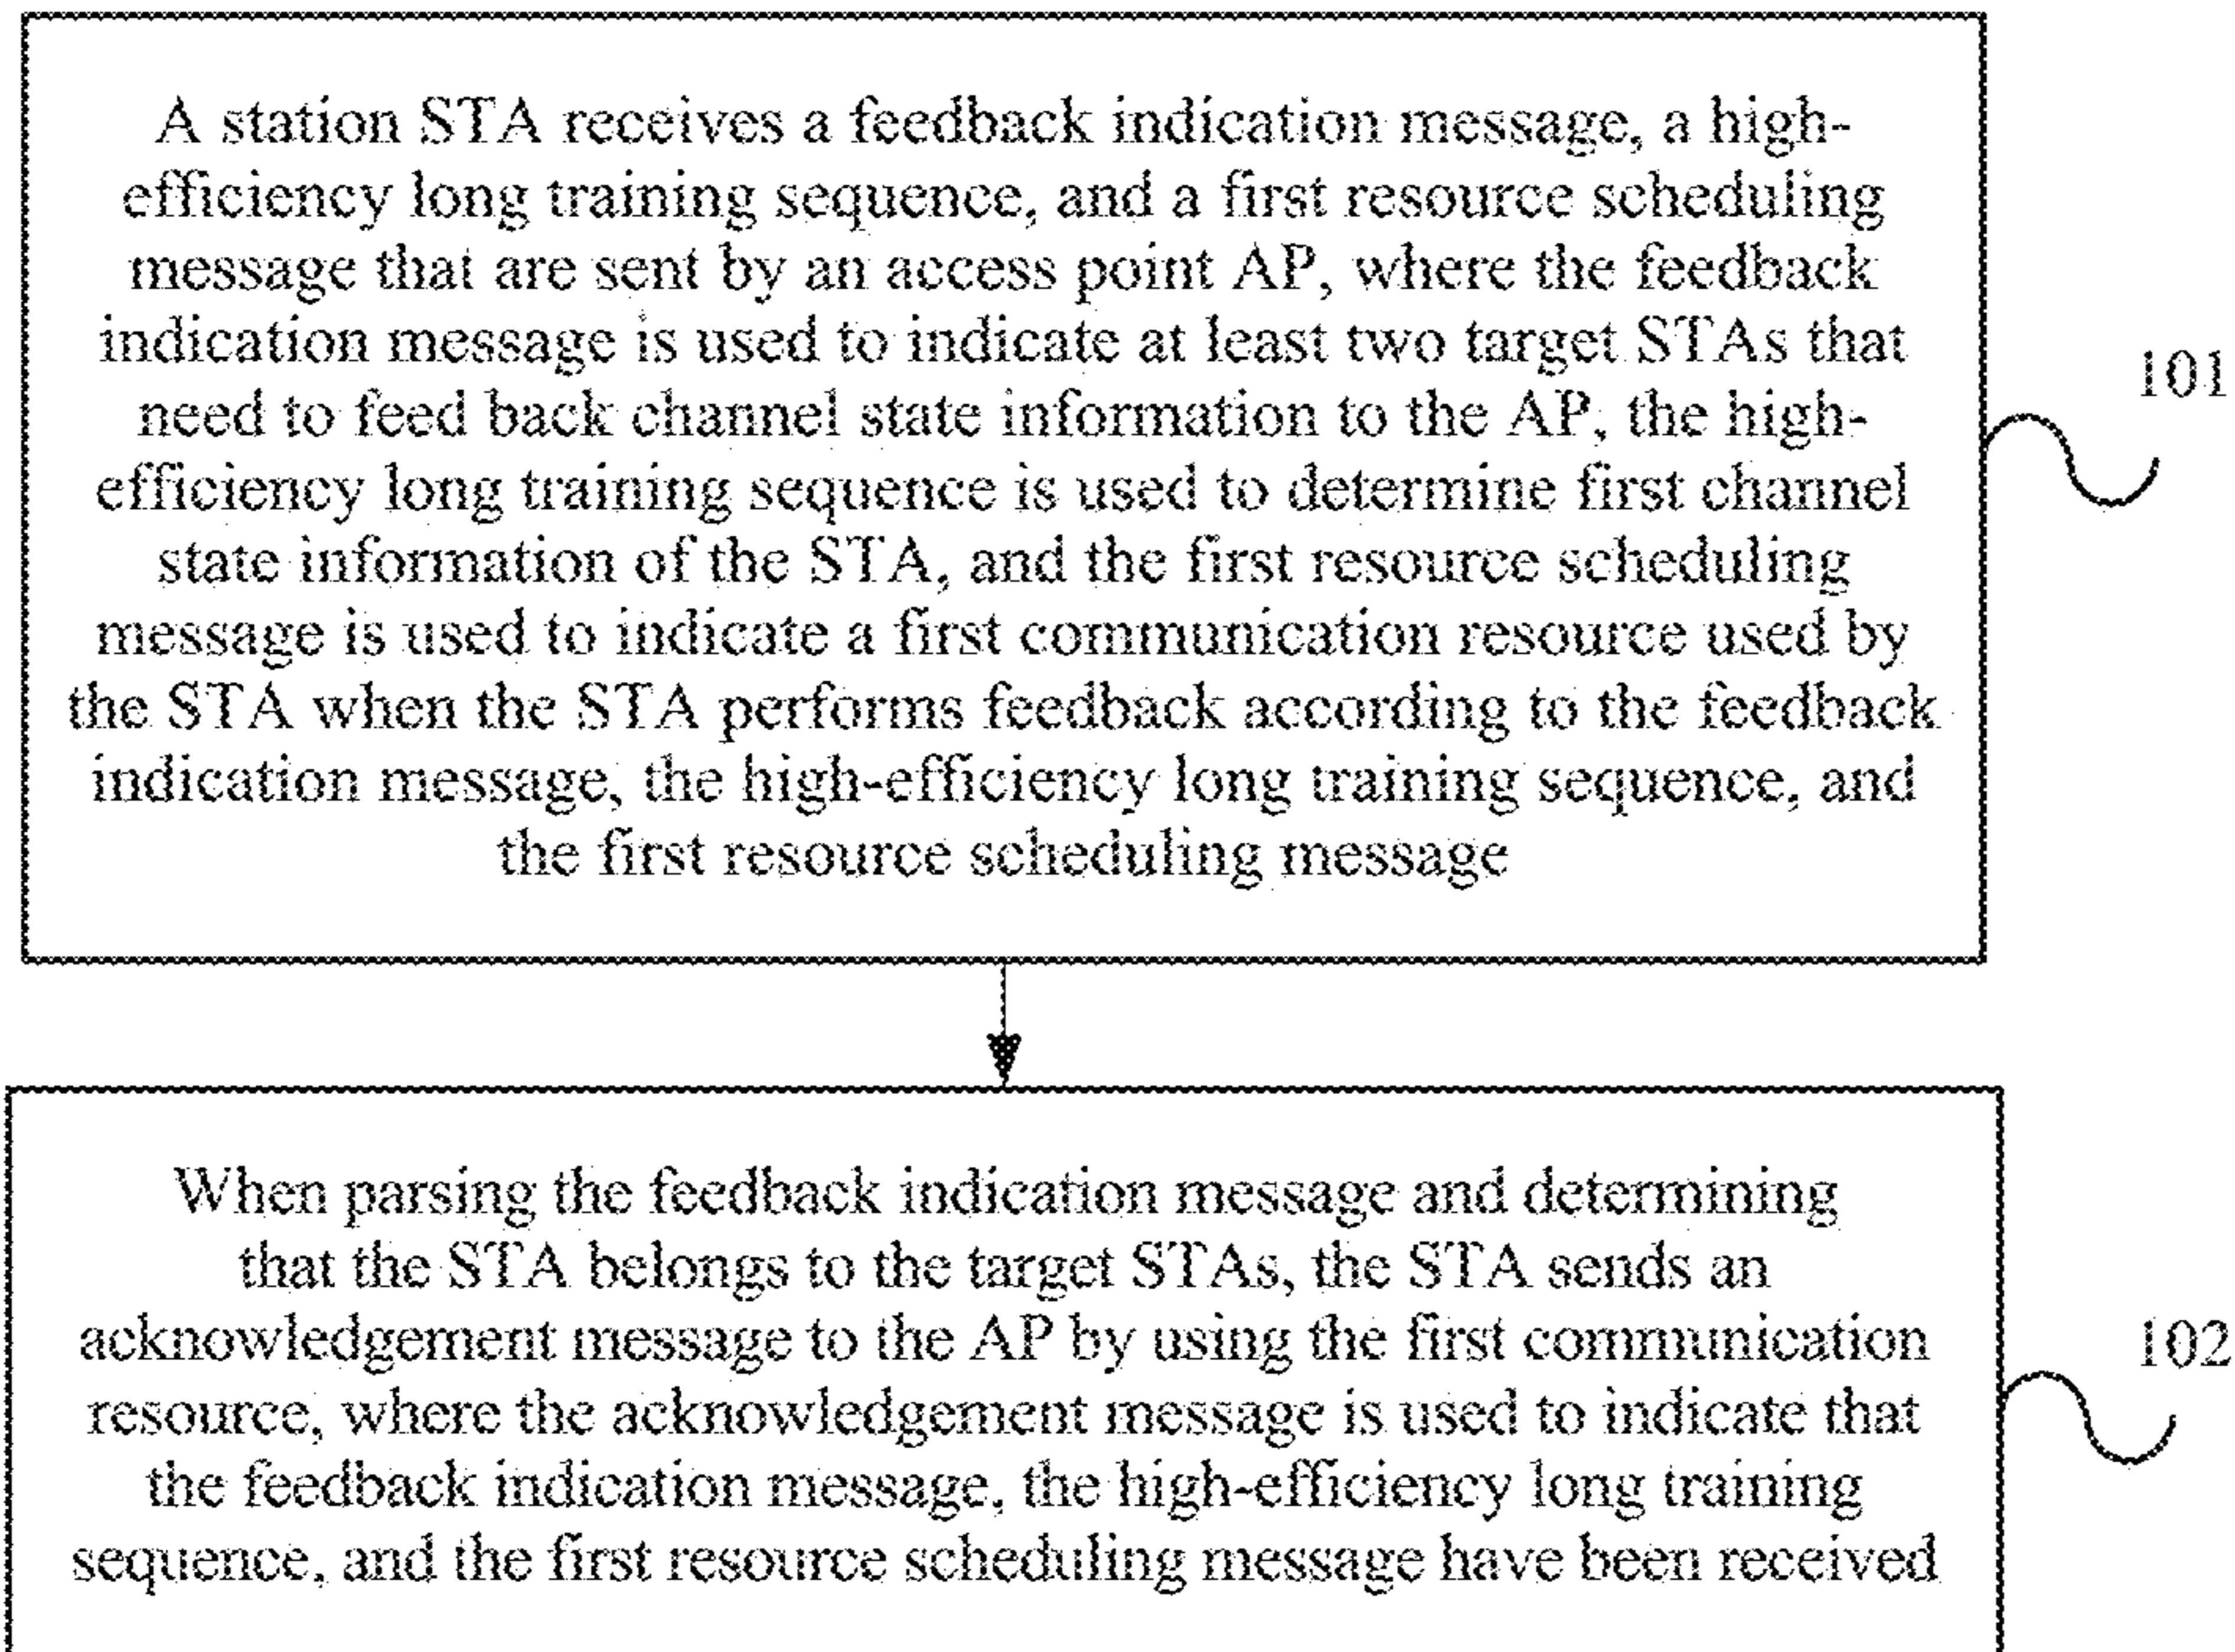 A station STA receives a feedback indication message, a high-
efficiency long training sequence, and a first resource scheduling
message that are sent by an access point AP, where the feedback
indication message is used to indicate at least two target STAs that
need to feed back channel state information to the AP, the high-
efficiency long training sequence is used to determine first channel
state information of the STA, and the first resource scheduling
message is used to indicate a first communication resource used by
the STA when the STA performs feedback according to the feedback
indication message, the high-efficiency long training sequence, and
the first resource scheduling message
101
When parsing the feedback indication message and determining
that the STA belongs to the target STAs, the STA sends an
acknowledgement message to the AP by using the first communication
resource, where the acknowledgement message is used to indicate that
the feedback indication message, the high-efficiency long training
sequence, and the first resource scheduling message have been received
102